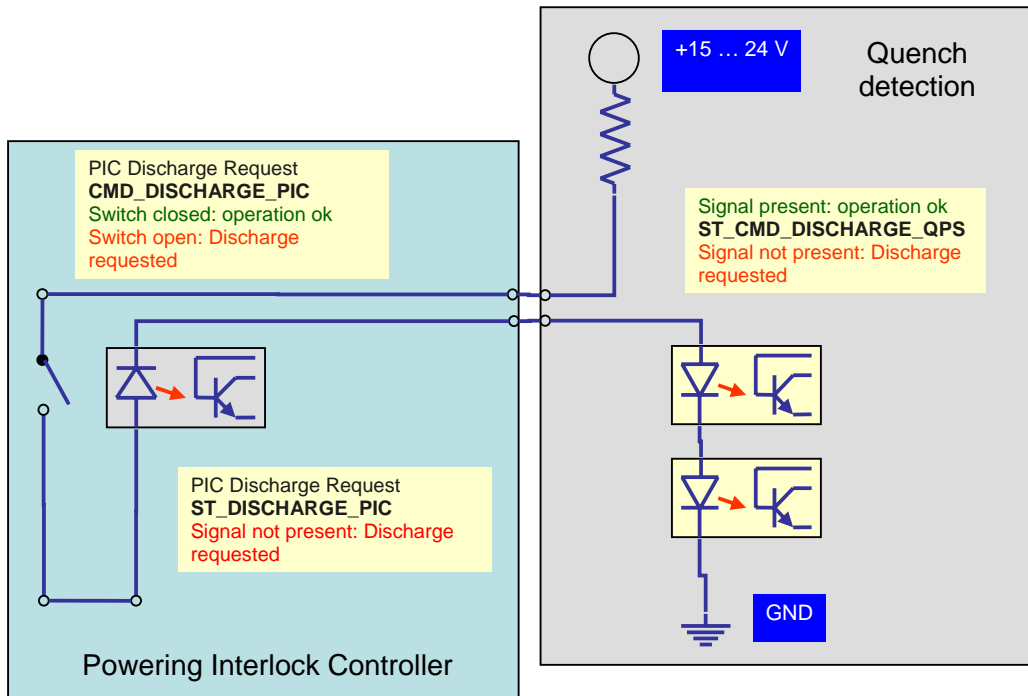 +15 … 24 V
Quench
detection
PIC Discharge Request
CMD_DISCHARGE_PIC
Switch closed: operation ok
Switch open: Discharge
requested
Signal present: operation ok
ST_CMD_DISCHARGE_QPS
Signal not present: Discharge
requested
PIC Discharge Request
ST_DISCHARGE_PIC
Signal not present: Discharge
requested
GND
Powering Interlock Controller